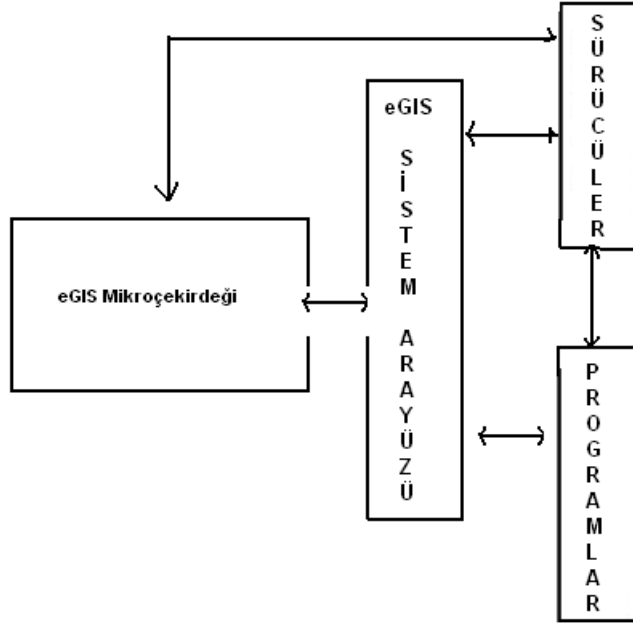 eGIS Mikroçekirdeği
eGIS
SİSTEM ARAYÜZÜ
SÜRÜCÜLER
PROGRAMLAR